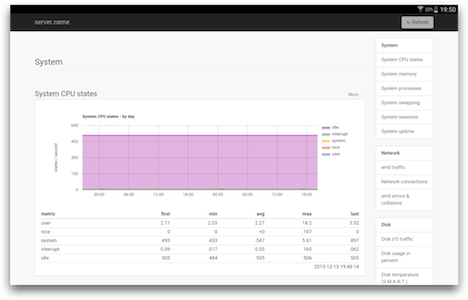 22% 19:50
server.name
Refresh
System
System CPU states
More...
System CPU states - by day
states / second
600
450
300
150
0
00:00 06:00 12:00 18:00 00:00 06:00 12:00 18:00
idle
interrupt
system
nice
user
metric first min avg max last
user 2.11 2.03 2.27 18.2 3.52
nice 0 0 +0 .167 0
system .493 .433 .547 5.61 .897
interrupt 0.09 .017 0.05 .165 .062
idle 505 484 505 506 505
2015-12-13 19:48:14
System
System CPU states
System memory
System processes
System swapping
System sessions
System uptime
Network
em0 traffic
Network connections
em0 errors &
collisions
Disk
Disk I/O traffic
Disk usage in
percent
Disk temperature
(S.M.A.R.T.)